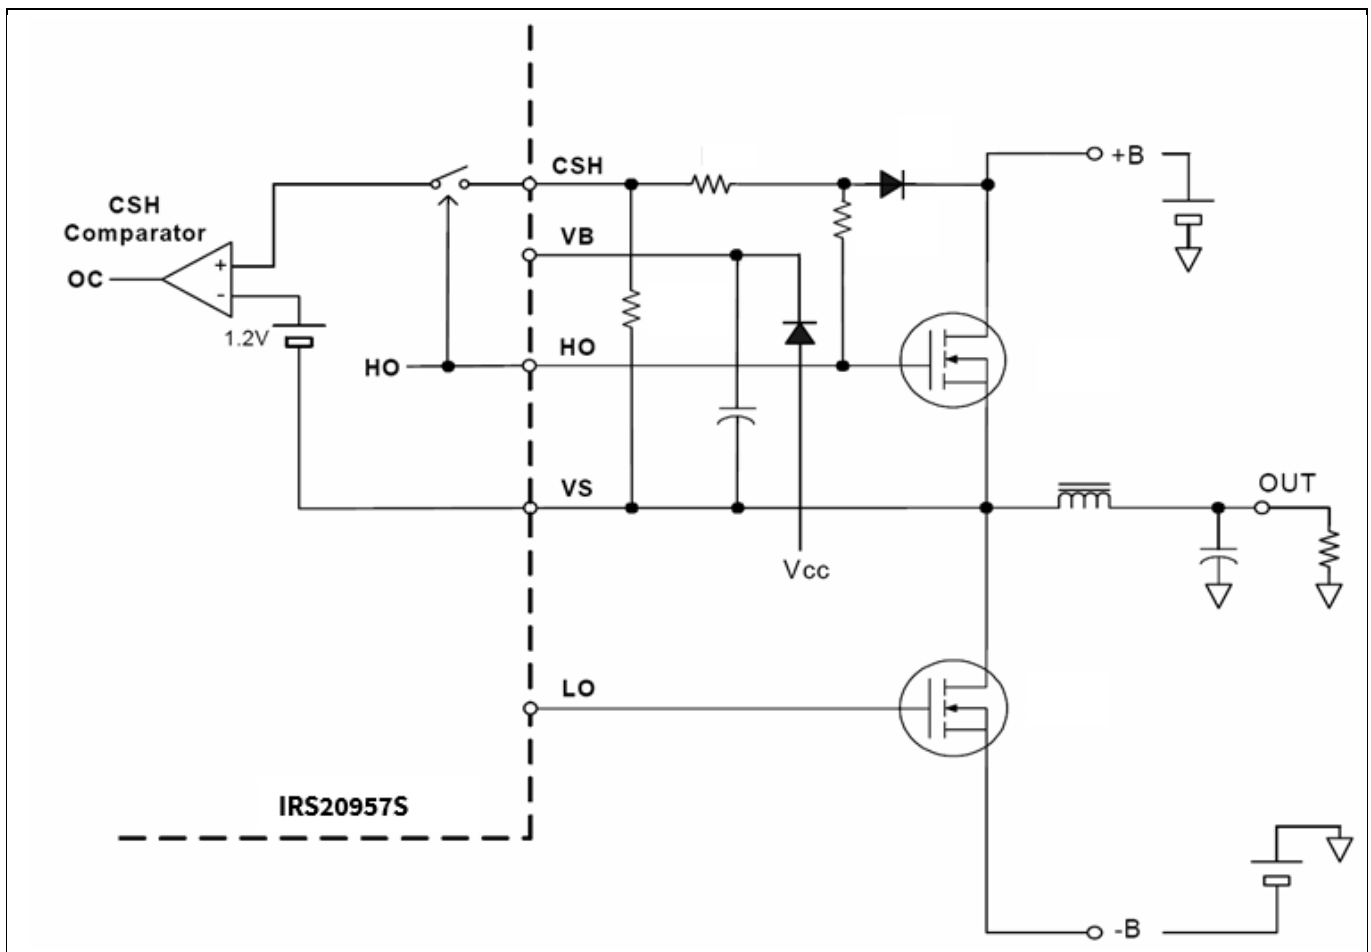 +B
CSH
CSH
Comparator
VB
+
OC
-
1.2V
HO
HO
VS
OUT
Vcc
LO
IRS20957S
-B